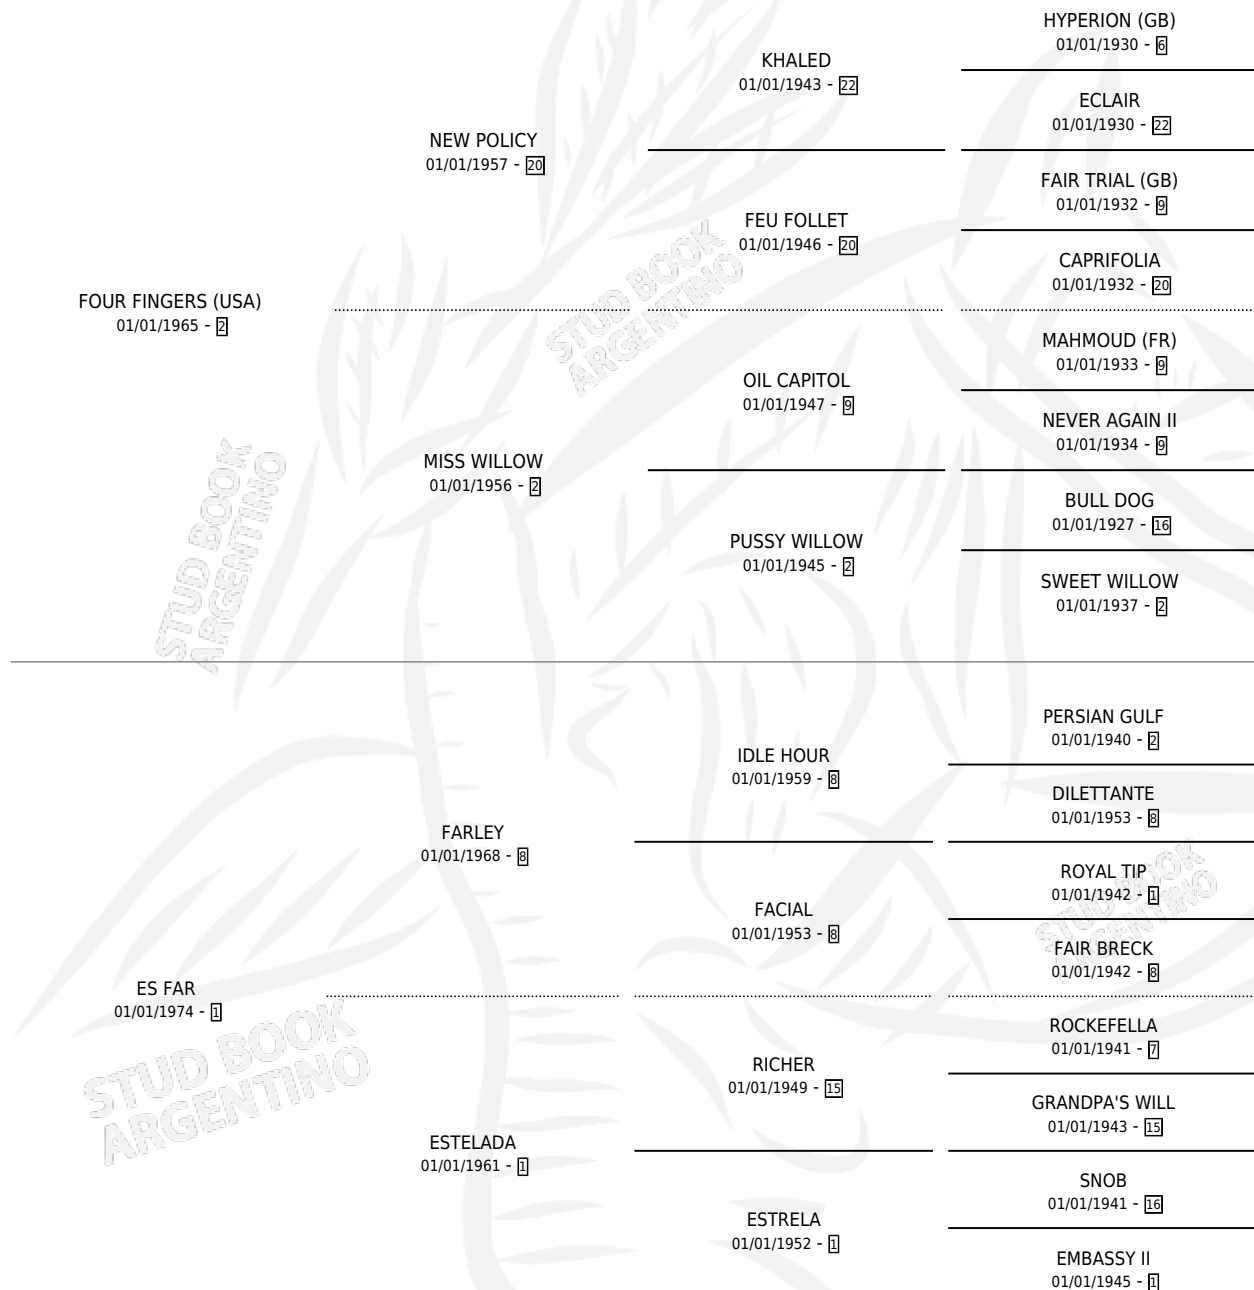 HYPERION (GB)
01/01/1930 - 6
KHALED
01/01/1943 - 22
ECLAIR
01/01/1930 - 22
NEW POLICY
01/01/1957 - 20
FAIR TRIAL (GB)
01/01/1932 - 9
FEU FOLLET
01/01/1946 - 20
CAPRIFOLIA
01/01/1932 - 20
FOUR FINGERS (USA)
01/01/1965 - 2
STUD BOOK
ARGENTINO
MAHMOUD (FR)
01/01/1933 - 9
OIL CAPITOL
01/01/1947 - 9
NEVER AGAIN II
01/01/1934 - 9
MISS WILLOW
01/01/1956 - 2
BULL DOG
01/01/1927 - 16
PUSSY WILLOW
01/01/1945 - 2
SWEET WILLOW
01/01/1937 - 2
STUD BOOK
ARGENTINO
PERSIAN GULF
01/01/1940 - 2
IDLE HOUR
01/01/1959 - 8
DILETTANTE
01/01/1953 - 8
FARLEY
01/01/1968 - 8
ROYAL TIP
01/01/1942 - 1
FACIAL
01/01/1953 - 8
FAIR BRECK
01/01/1942 - 8
STUD BOOK
ARGENTINO
ES FAR
01/01/1974 - 1
ROCKEFELLA
01/01/1941 - 7
RICHER
01/01/1949 - 15
GRANDPA'S WILL
01/01/1943 - 15
STUD BOOK
ARGENTINO
ESTELADA
01/01/1961 - 1
SNOB
01/01/1941 - 16
ESTRELA
01/01/1952 - 1
EMBASSY II
01/01/1945 - 1